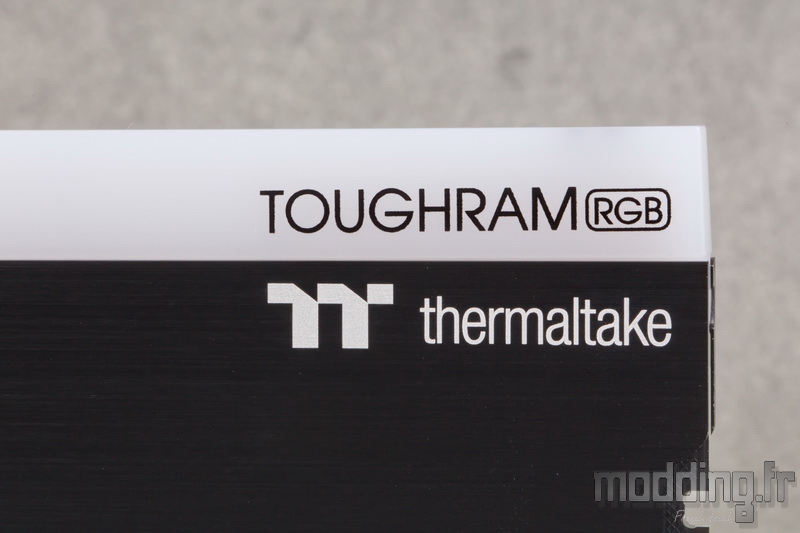 TOUGHRAM RGB
thermaltake
modding.fr